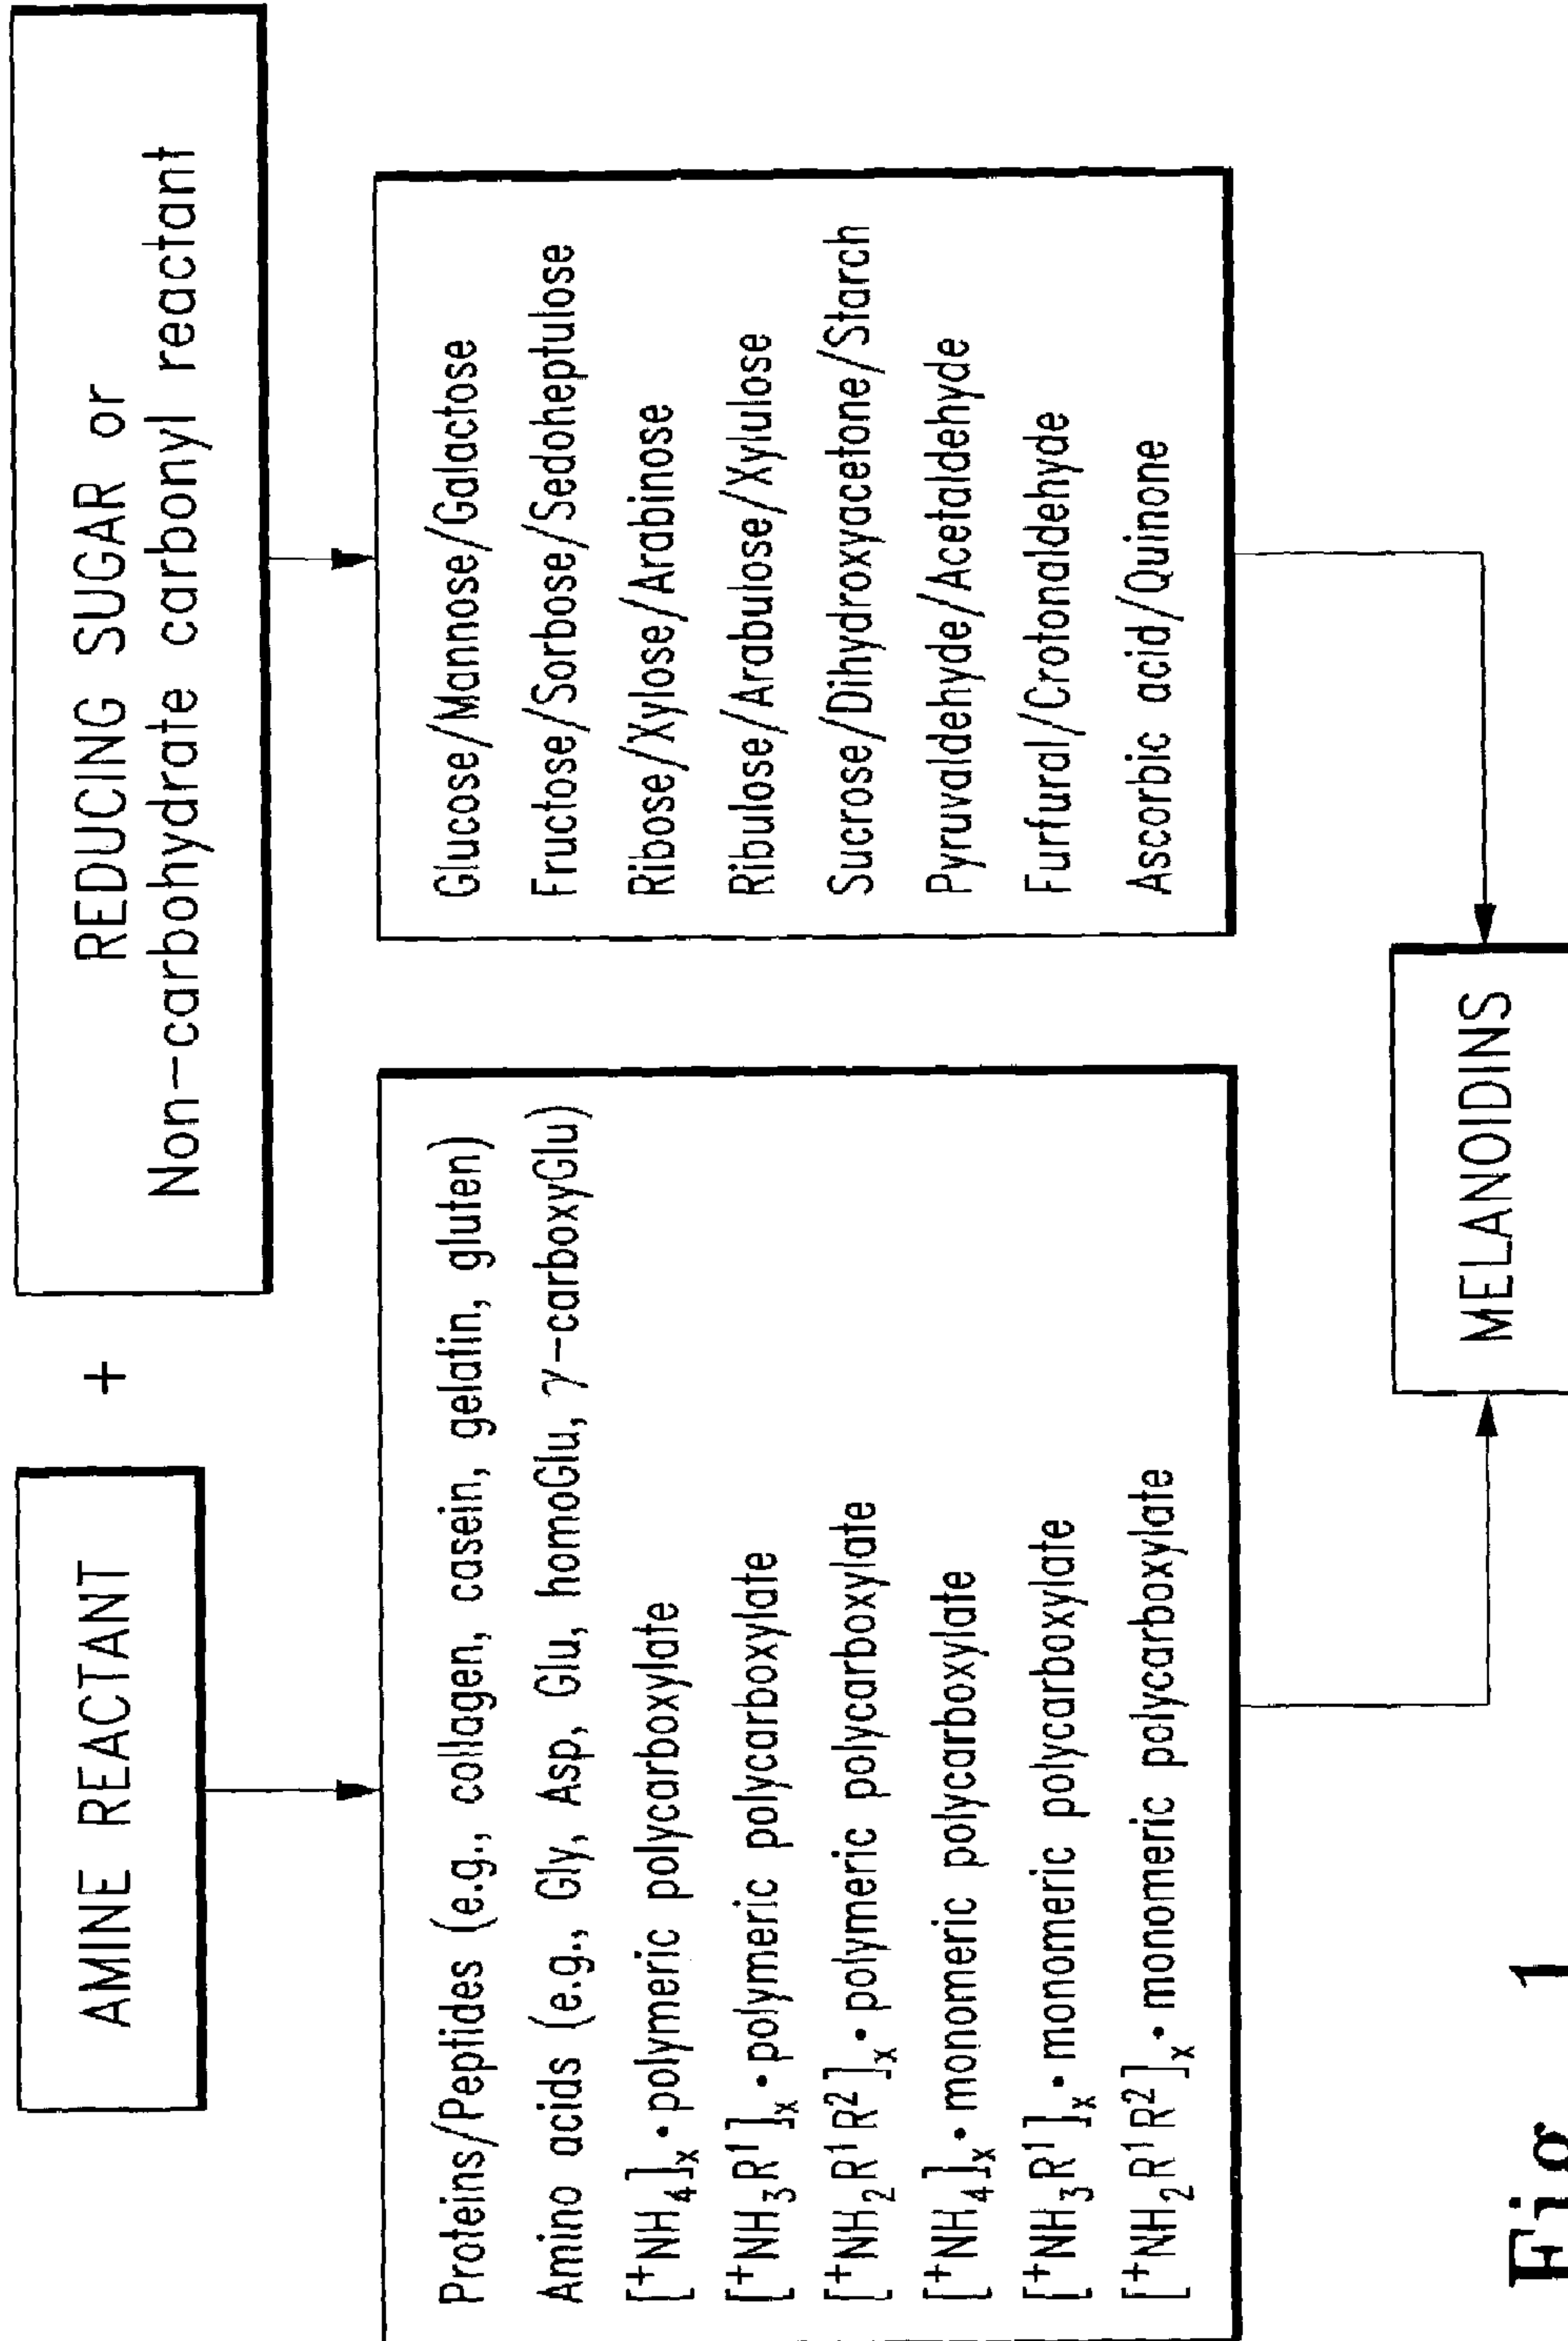 AMINE REACTANT
+
REDUCING SUGAR or
Non-carbohydrate carbonyl reactant
Proteins/Peptides (e.g., collagen, casein, gelatin, gluten)
Amino acids (e.g., Gly, Asp, Glu, homoGlu, γ-carboxyGlu)
[⁺NH₄]ₓ • polymeric polycarboxylate
[⁺NH₃R¹]ₓ • polymeric polycarboxylate
[⁺NH₂R¹R²]ₓ • polymeric polycarboxylate
[⁺NH₄]ₓ • monomeric polycarboxylate
[⁺NH₃R¹]ₓ • monomeric polycarboxylate
[⁺NH₂R¹R²]ₓ • monomeric polycarboxylate
Glucose/Mannose/Galactose
Fructose/Sorbose/Sedoheptulose
Ribose/Xylose/Arabinose
Ribulose/Arabulose/Xylulose
Sucrose/Dihydroxyacetone/Starch
Pyruvaldehyde/Acetaldehyde
Furfural/Crotonaldehyde
Ascorbic acid/Quinone
MELANOIDINS
Fig. 1